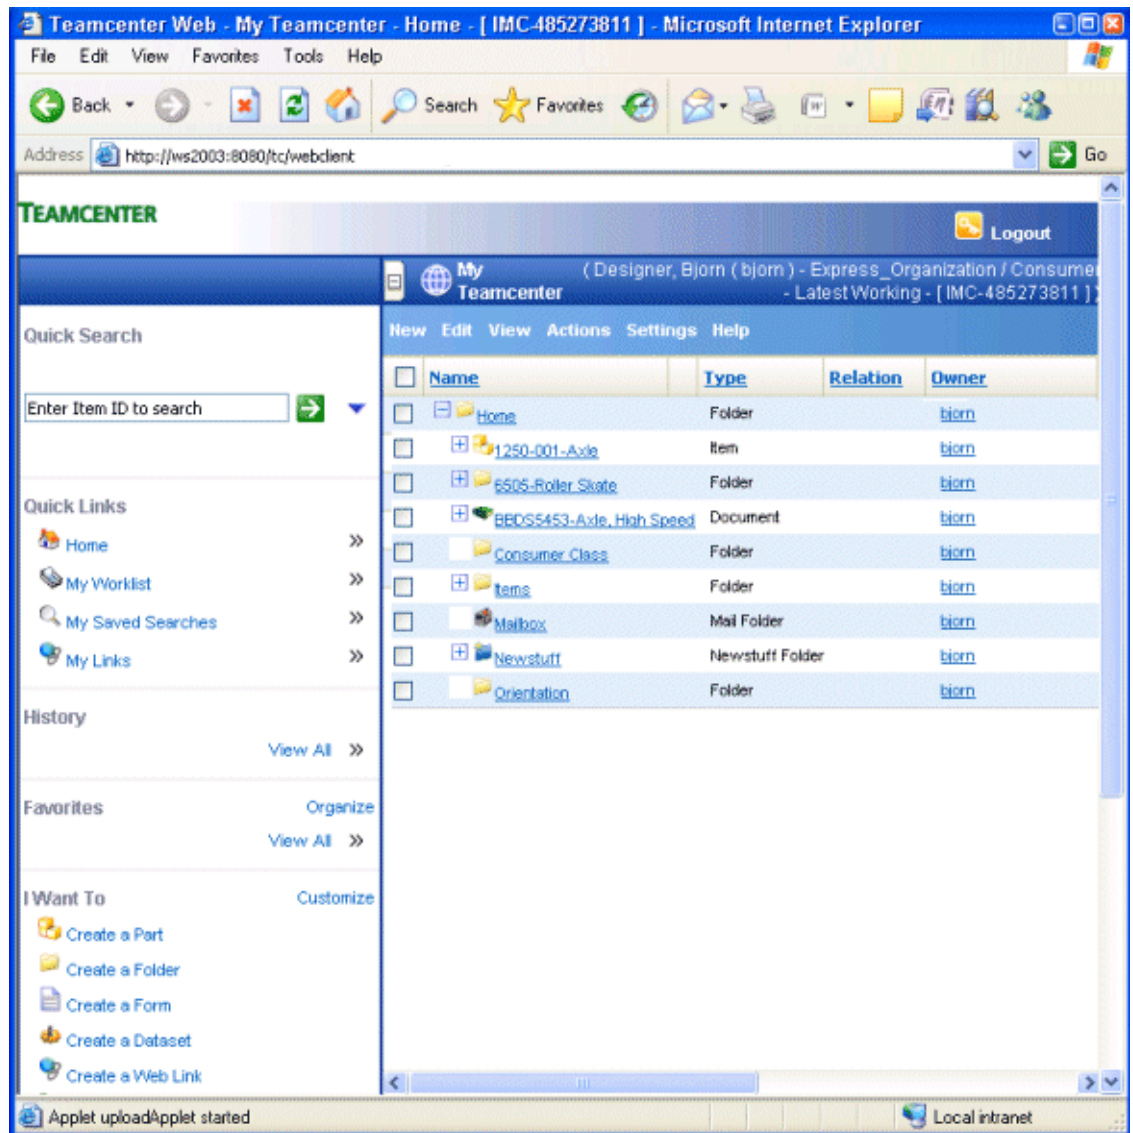 Teamcenter Web - My Teamcenter - Home - [ IMC-485273811 ] - Microsoft Internet Explorer
File Edit View Favorites Tools Help
Back Search Favorites
Address http://ws2003:8080/tc/webclient Go
TEAMCENTER
Logout
My Teamcenter ( Designer, Bjorn ( bjorn ) - Express_Organization / Consumer
- Latest Working - [ IMC-485273811 ] )
Quick Search
New Edit View Actions Settings Help
Name Type Relation Owner
Enter Item ID to search
Home Folder bjorn
1250-001-Axle Item bjorn
6505-Roller Skate Folder bjorn
BBDS5453-Axle, High Speed Document bjorn
Consumer Class Folder bjorn
Items Folder bjorn
Mailbox Mail Folder bjorn
Newstuff Newstuff Folder bjorn
Orientation Folder bjorn
Quick Links
Home
My Worklist
My Saved Searches
My Links
History
View All
Favorites Organize
View All
I Want To Customize
Create a Part
Create a Folder
Create a Form
Create a Dataset
Create a Web Link
Applet uploadApplet started Local intranet